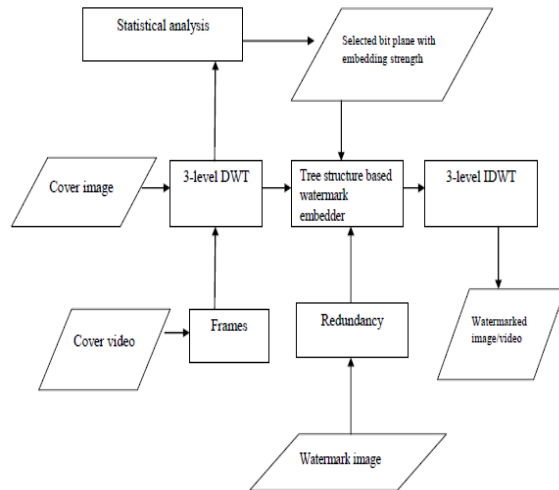 Statistical analysis
Selected bit plane with
embedding strength
Cover image
3-level DWT
Tree structure based
watermark
embedder
3-level IDWT
Cover video
Frames
Redundancy
Watermarked
image/video
Watermark image